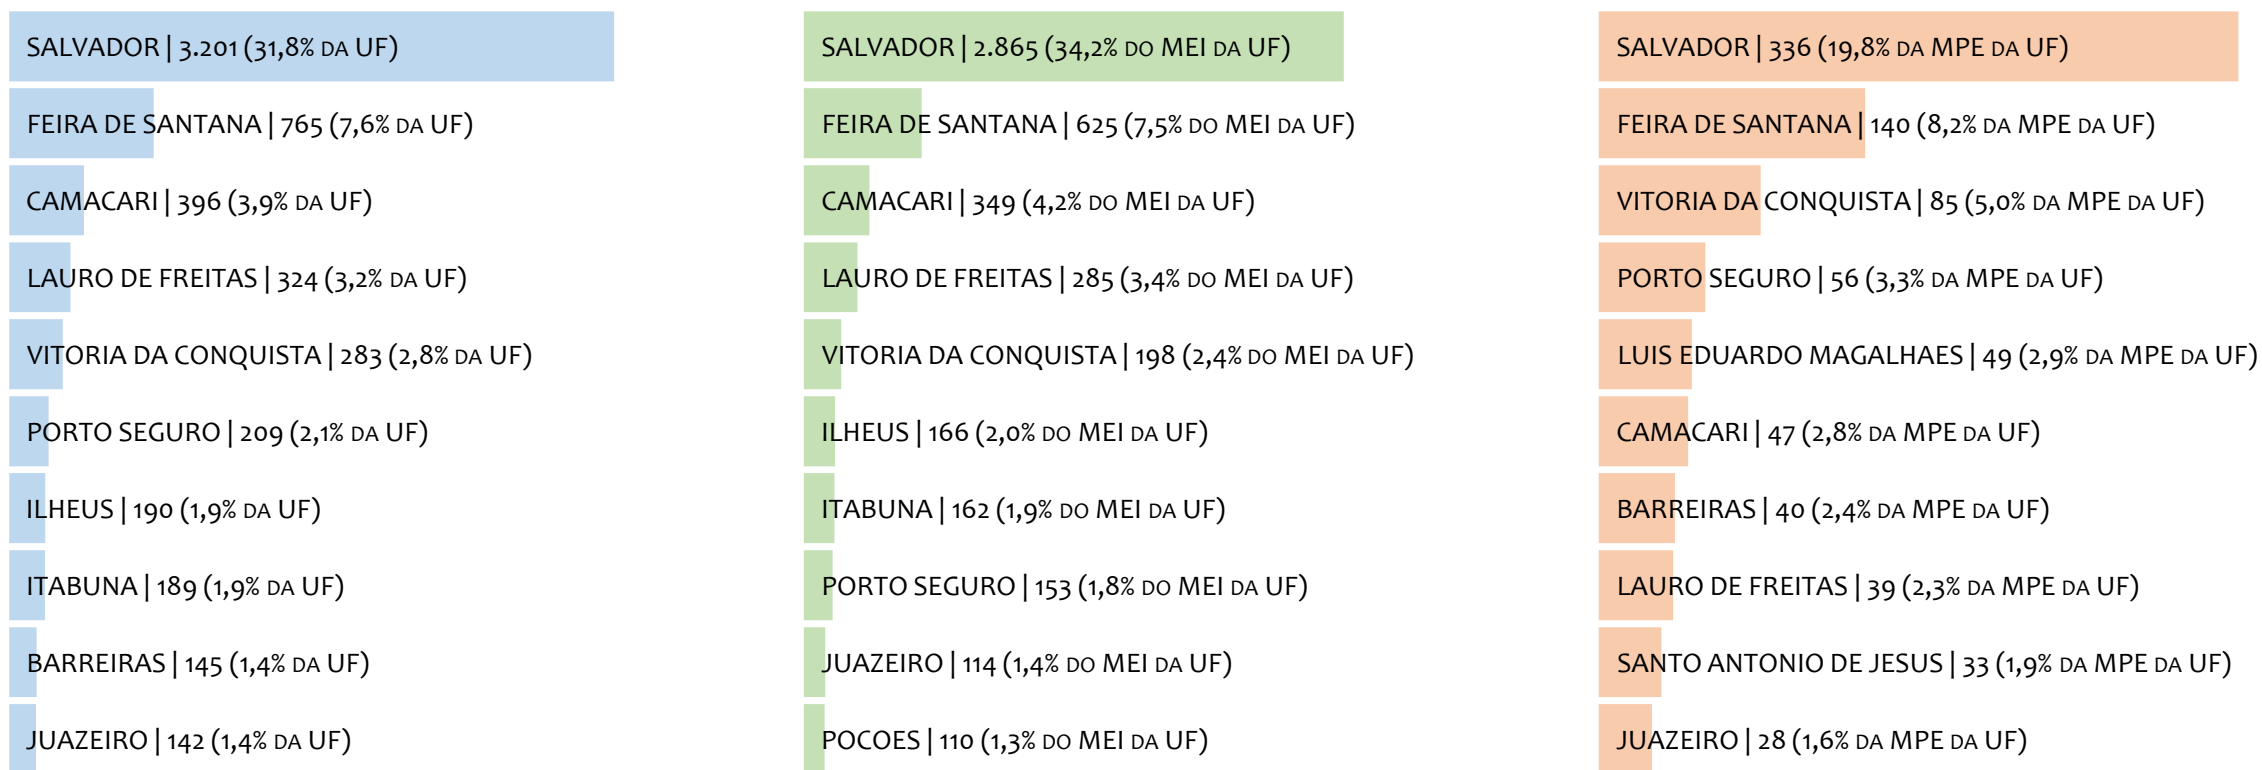 SALVADOR | 3.201 (31,8% DA UF)
FEIRA DE SANTANA | 765 (7,6% DA UF)
CAMACARI | 396 (3,9% DA UF)
LAURO DE FREITAS | 324 (3,2% DA UF)
VITORIA DA CONQUISTA | 283 (2,8% DA UF)
PORTO SEGURO | 209 (2,1% DA UF)
ILHEUS | 190 (1,9% DA UF)
ITABUNA | 189 (1,9% DA UF)
BARREIRAS | 145 (1,4% DA UF)
JUAZEIRO | 142 (1,4% DA UF)
SALVADOR | 2.865 (34,2% DO MEI DA UF)
FEIRA DE SANTANA | 625 (7,5% DO MEI DA UF)
CAMACARI | 349 (4,2% DO MEI DA UF)
LAURO DE FREITAS | 285 (3,4% DO MEI DA UF)
VITORIA DA CONQUISTA | 198 (2,4% DO MEI DA UF)
ILHEUS | 166 (2,0% DO MEI DA UF)
ITABUNA | 162 (1,9% DO MEI DA UF)
PORTO SEGURO | 153 (1,8% DO MEI DA UF)
JUAZEIRO | 114 (1,4% DO MEI DA UF)
POCOES | 110 (1,3% DO MEI DA UF)
SALVADOR | 336 (19,8% DA MPE DA UF)
FEIRA DE SANTANA | 140 (8,2% DA MPE DA UF)
VITORIA DA CONQUISTA | 85 (5,0% DA MPE DA UF)
PORTO SEGURO | 56 (3,3% DA MPE DA UF)
LUIS EDUARDO MAGALHAES | 49 (2,9% DA MPE DA UF)
CAMACARI | 47 (2,8% DA MPE DA UF)
BARREIRAS | 40 (2,4% DA MPE DA UF)
LAURO DE FREITAS | 39 (2,3% DA MPE DA UF)
SANTO ANTONIO DE JESUS | 33 (1,9% DA MPE DA UF)
JUAZEIRO | 28 (1,6% DA MPE DA UF)